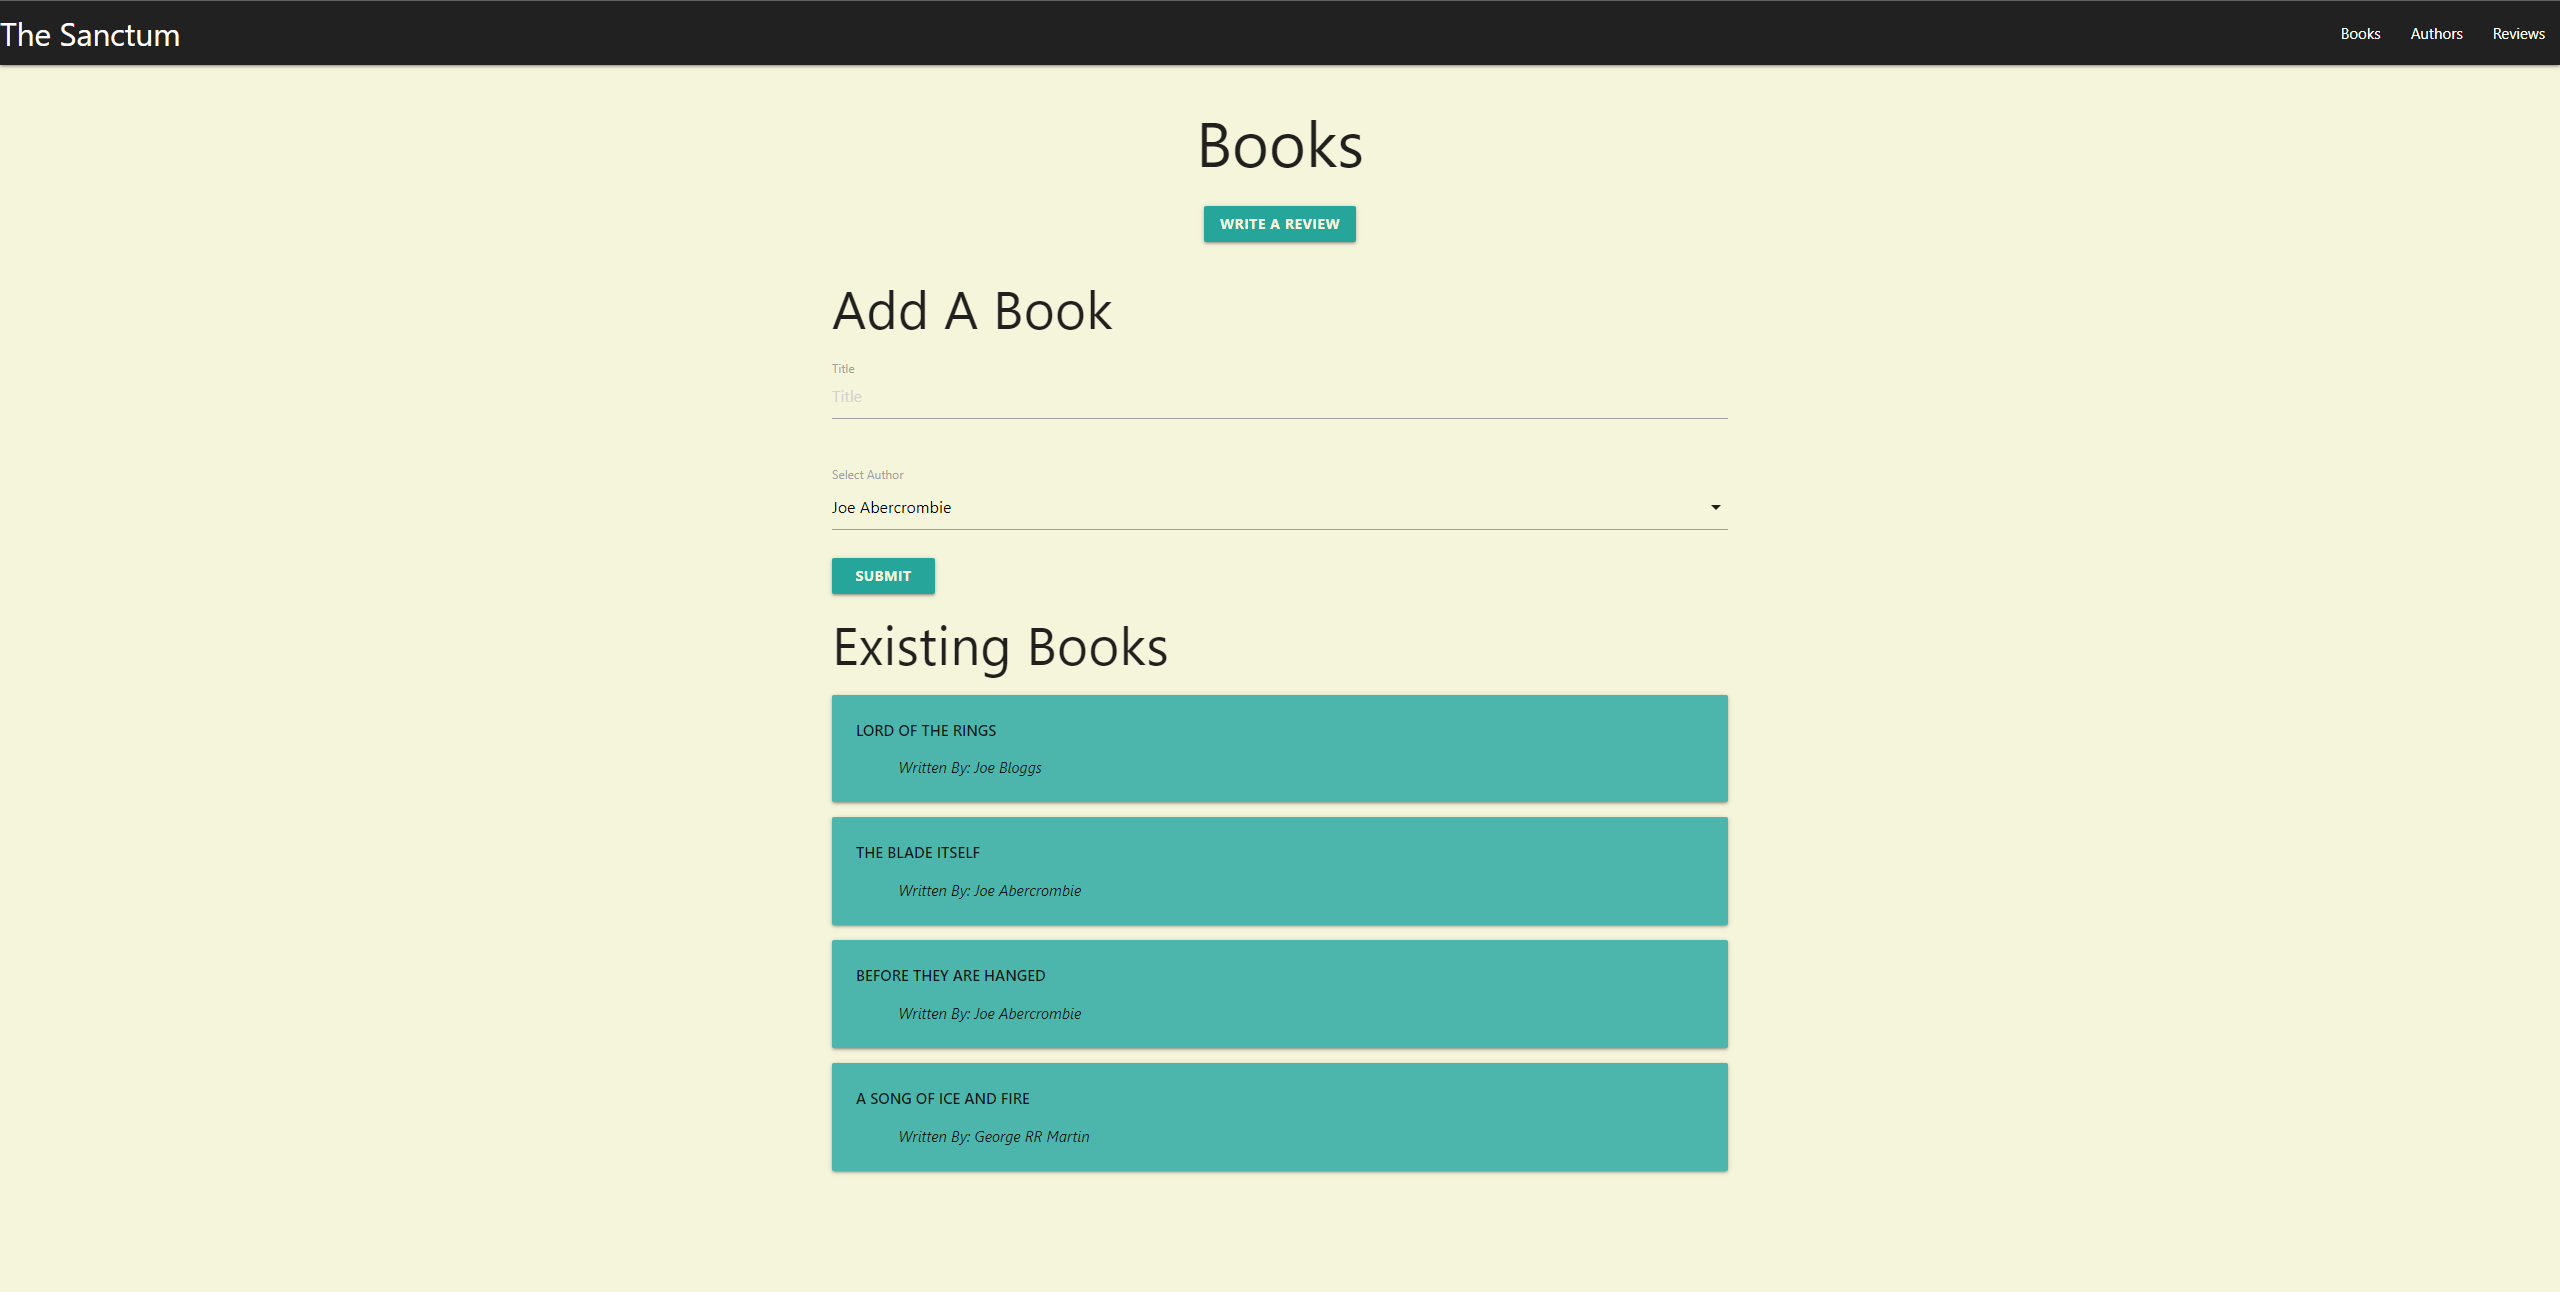 The Sanctum
Books Authors Reviews
Books
WRITE A REVIEW
Add A Book
Title
Title
Select Author
Joe Abercrombie
SUBMIT
Existing Books
LORD OF THE RINGS
Written By: Joe Bloggs
THE BLADE ITSELF
Written By: Joe Abercrombie
BEFORE THEY ARE HANGED
Written By: Joe Abercrombie
A SONG OF ICE AND FIRE
Written By: George RR Martin